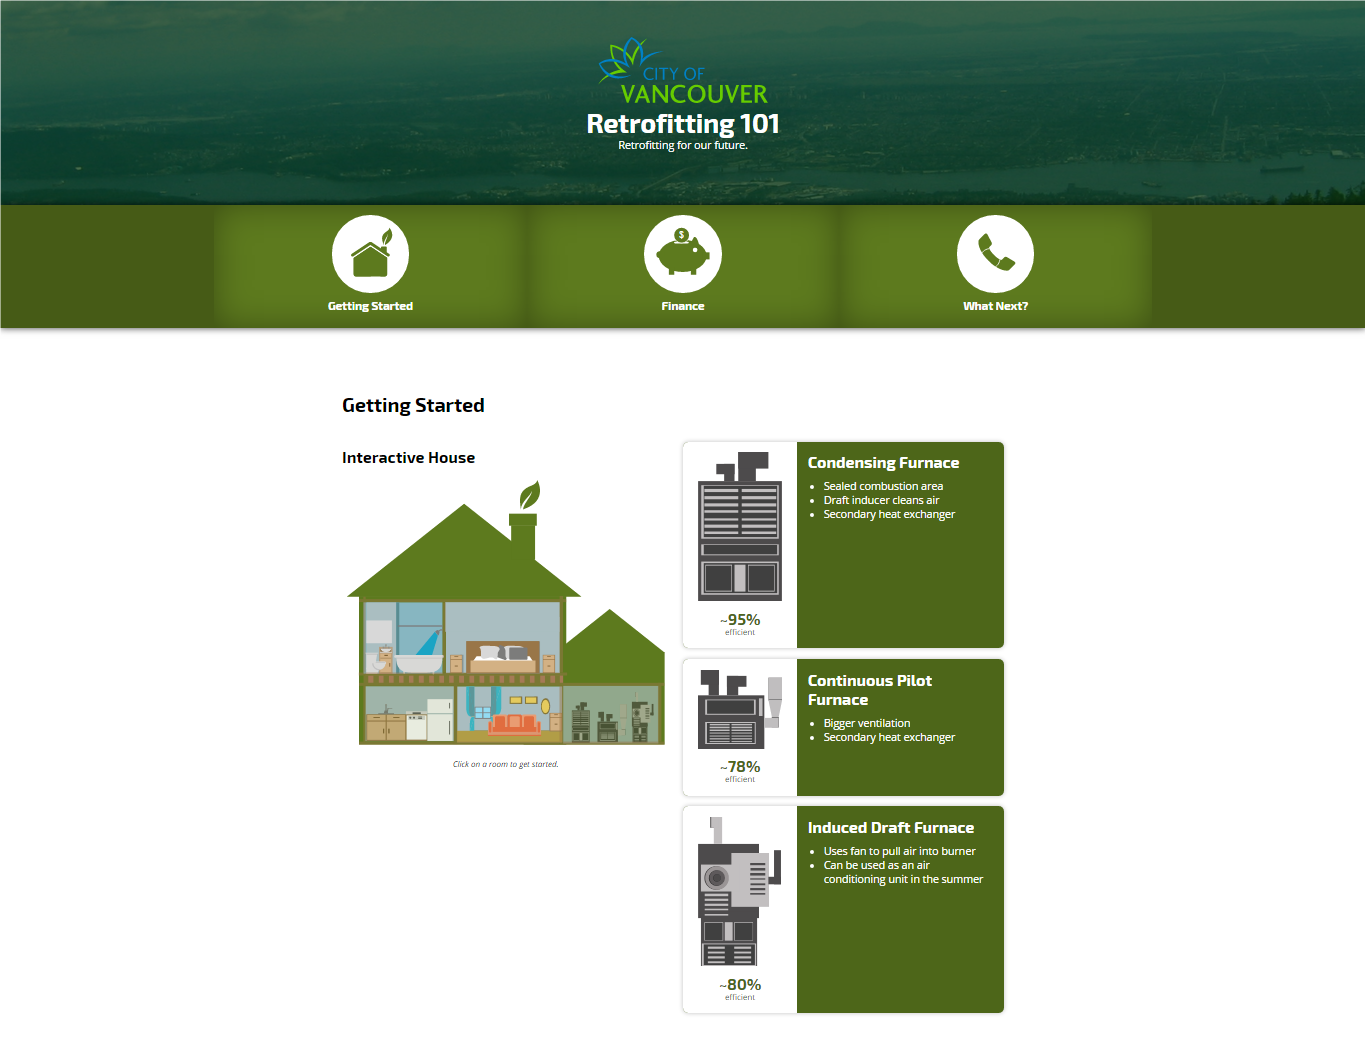 CITY OF
VANCOUVER
Retrofitting 101
Retrofitting for our future.
$
Getting Started
Finance
What Next?
Getting Started
Interactive House
Click on a room to get started.
Condensing Furnace
Sealed combustion area
Draft inducer cleans air
Secondary heat exchanger
~95%
efficient
Continuous Pilot
Furnace
Bigger ventilation
Secondary heat exchanger
~78%
efficient
Induced Draft Furnace
Uses fan to pull air into burner
Can be used as an air
conditioning unit in the summer
~80%
efficient